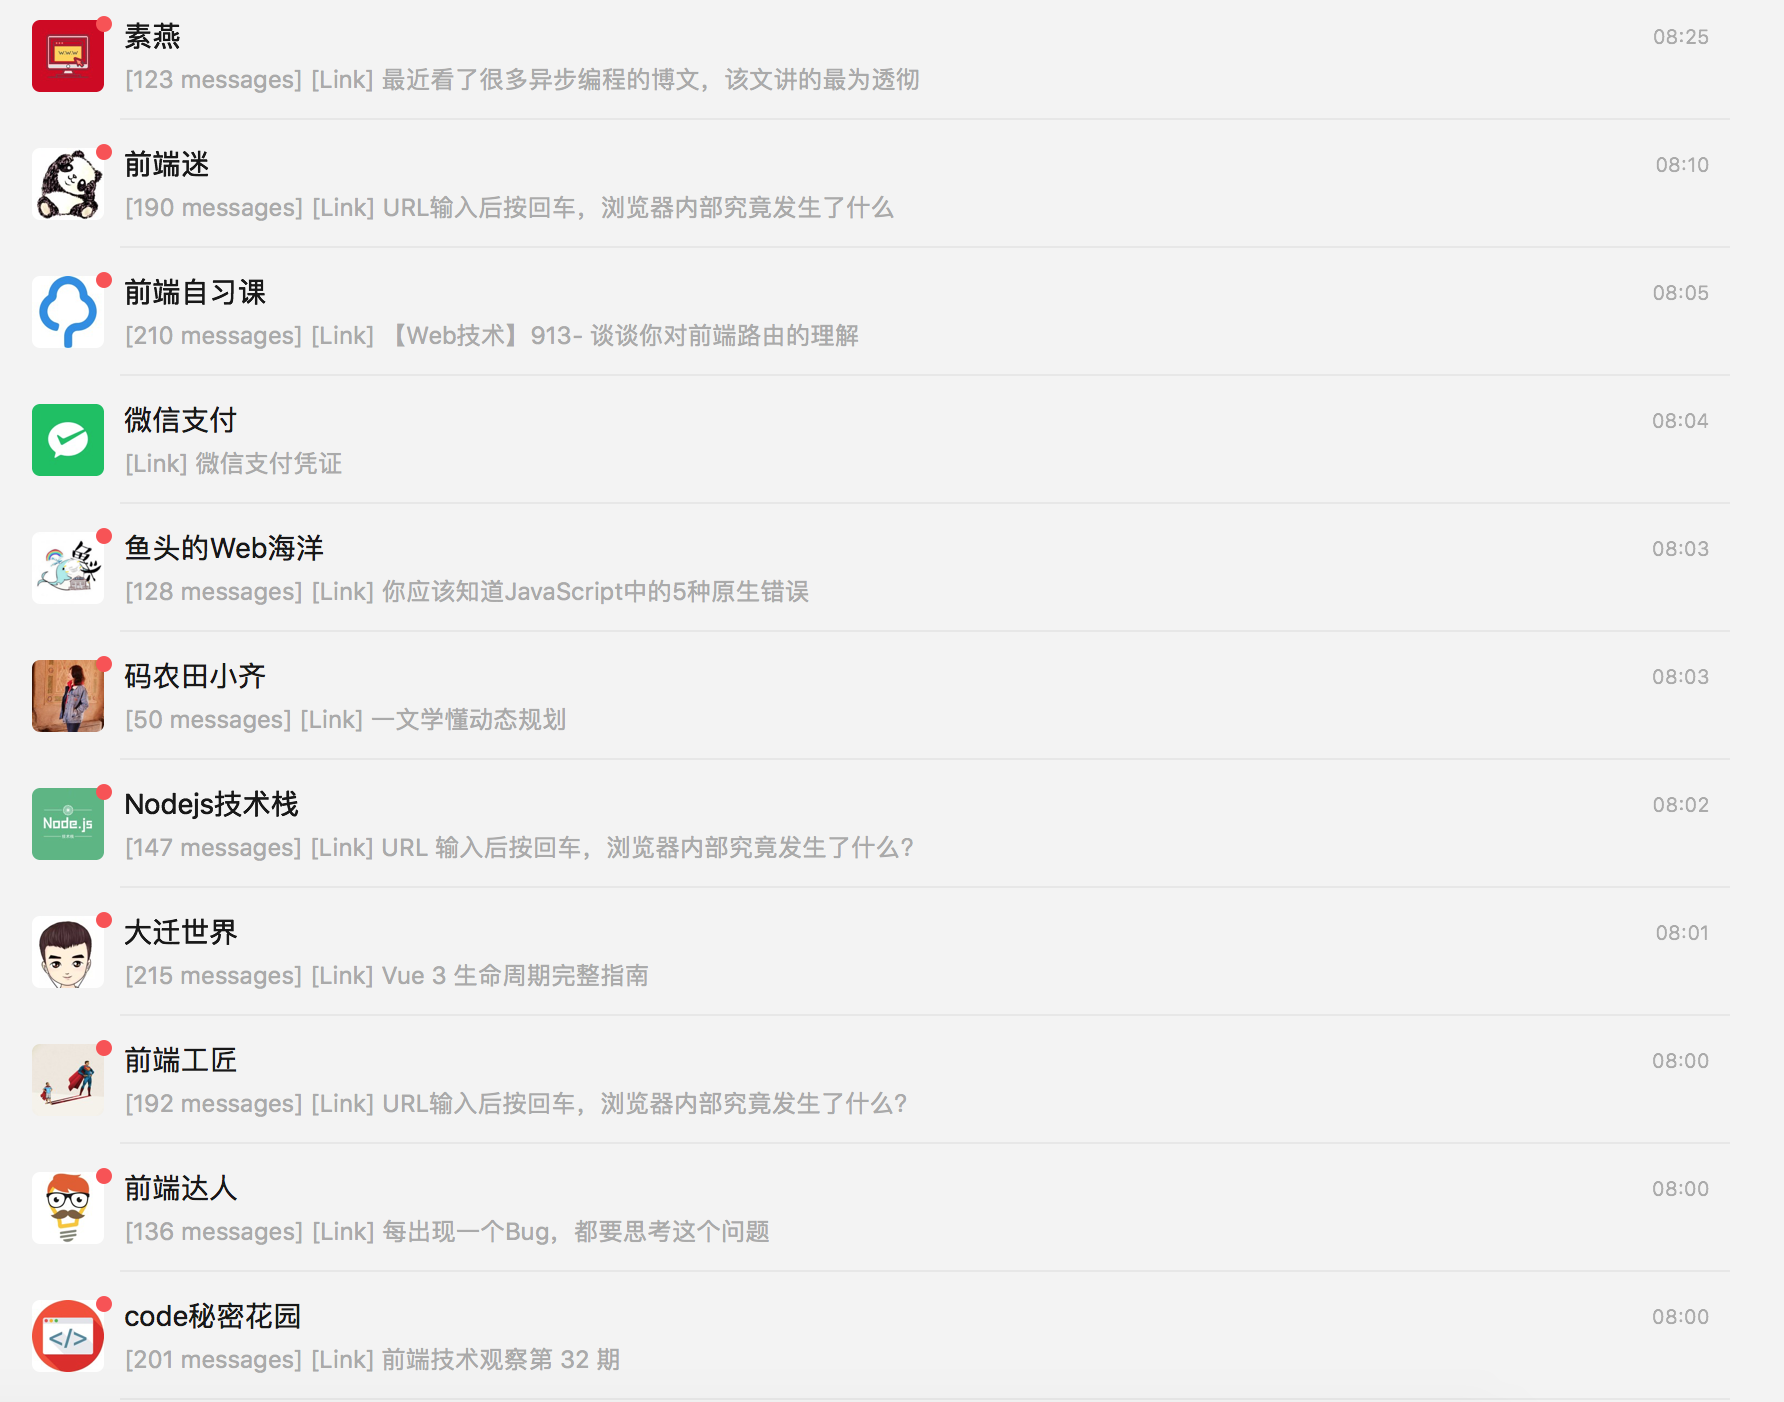 素燕
08:25
[123 messages] [Link] 最近看了很多异步编程的博文，该文讲的最为透彻
前端迷
08:10
[190 messages] [Link] URL输入后按回车，浏览器内部究竟发生了什么
前端自习课
08:05
[210 messages] [Link] 【Web技术】913- 谈谈你对前端路由的理解
微信支付
08:04
[Link] 微信支付凭证
鱼头的Web海洋
08:03
[128 messages] [Link] 你应该知道JavaScript中的5种原生错误
鱼头
码农田小齐
08:03
[50 messages] [Link] 一文学懂动态规划
Nodejs技术栈
08:02
Node.js
[147 messages] [Link] URL 输入后按回车，浏览器内部究竟发生了什么？
大迁世界
08:01
[215 messages] [Link] Vue 3 生命周期完整指南
前端工匠
08:00
[192 messages] [Link] URL输入后按回车，浏览器内部究竟发生了什么？
前端达人
08:00
[136 messages] [Link] 每出现一个Bug，都要思考这个问题
code秘密花园
08:00
</>
[201 messages] [Link] 前端技术观察第 32 期